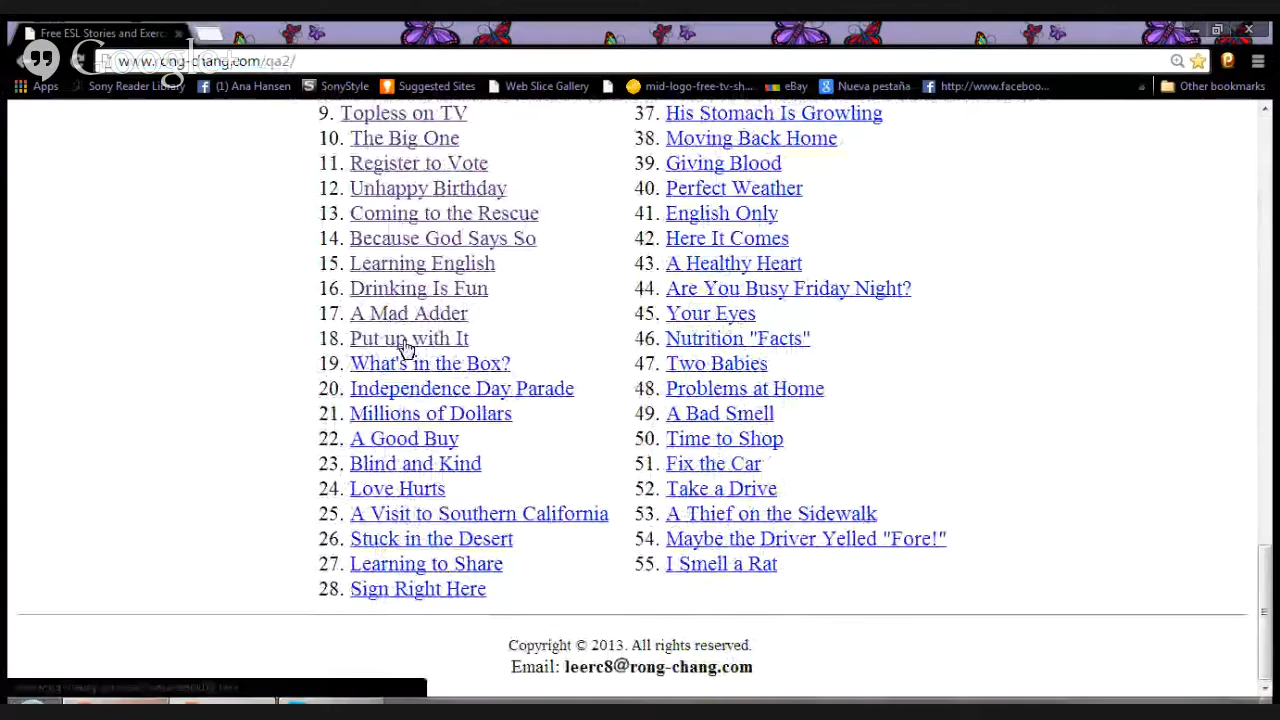 Free ESL Stories and Exerc
Google+
www.rong-chang.com/qa2/
Apps Sony Reader Library (1) Ana Hansen SonyStyle Suggested Sites Web Slice Gallery mid-logo-free-tv-sh... eBay Nueva pestaña http://www.faceboo... » Other bookmarks
9. Topless on TV
10. The Big One
11. Register to Vote
12. Unhappy Birthday
13. Coming to the Rescue
14. Because God Says So
15. Learning English
16. Drinking Is Fun
17. A Mad Adder
18. Put up with It
19. What's in the Box?
20. Independence Day Parade
21. Millions of Dollars
22. A Good Buy
23. Blind and Kind
24. Love Hurts
25. A Visit to Southern California
26. Stuck in the Desert
27. Learning to Share
28. Sign Right Here
37. His Stomach Is Growling
38. Moving Back Home
39. Giving Blood
40. Perfect Weather
41. English Only
42. Here It Comes
43. A Healthy Heart
44. Are You Busy Friday Night?
45. Your Eyes
46. Nutrition "Facts"
47. Two Babies
48. Problems at Home
49. A Bad Smell
50. Time to Shop
51. Fix the Car
52. Take a Drive
53. A Thief on the Sidewalk
54. Maybe the Driver Yelled "Fore!"
55. I Smell a Rat
Copyright © 2013. All rights reserved.
Email: leerc8@rong-chang.com